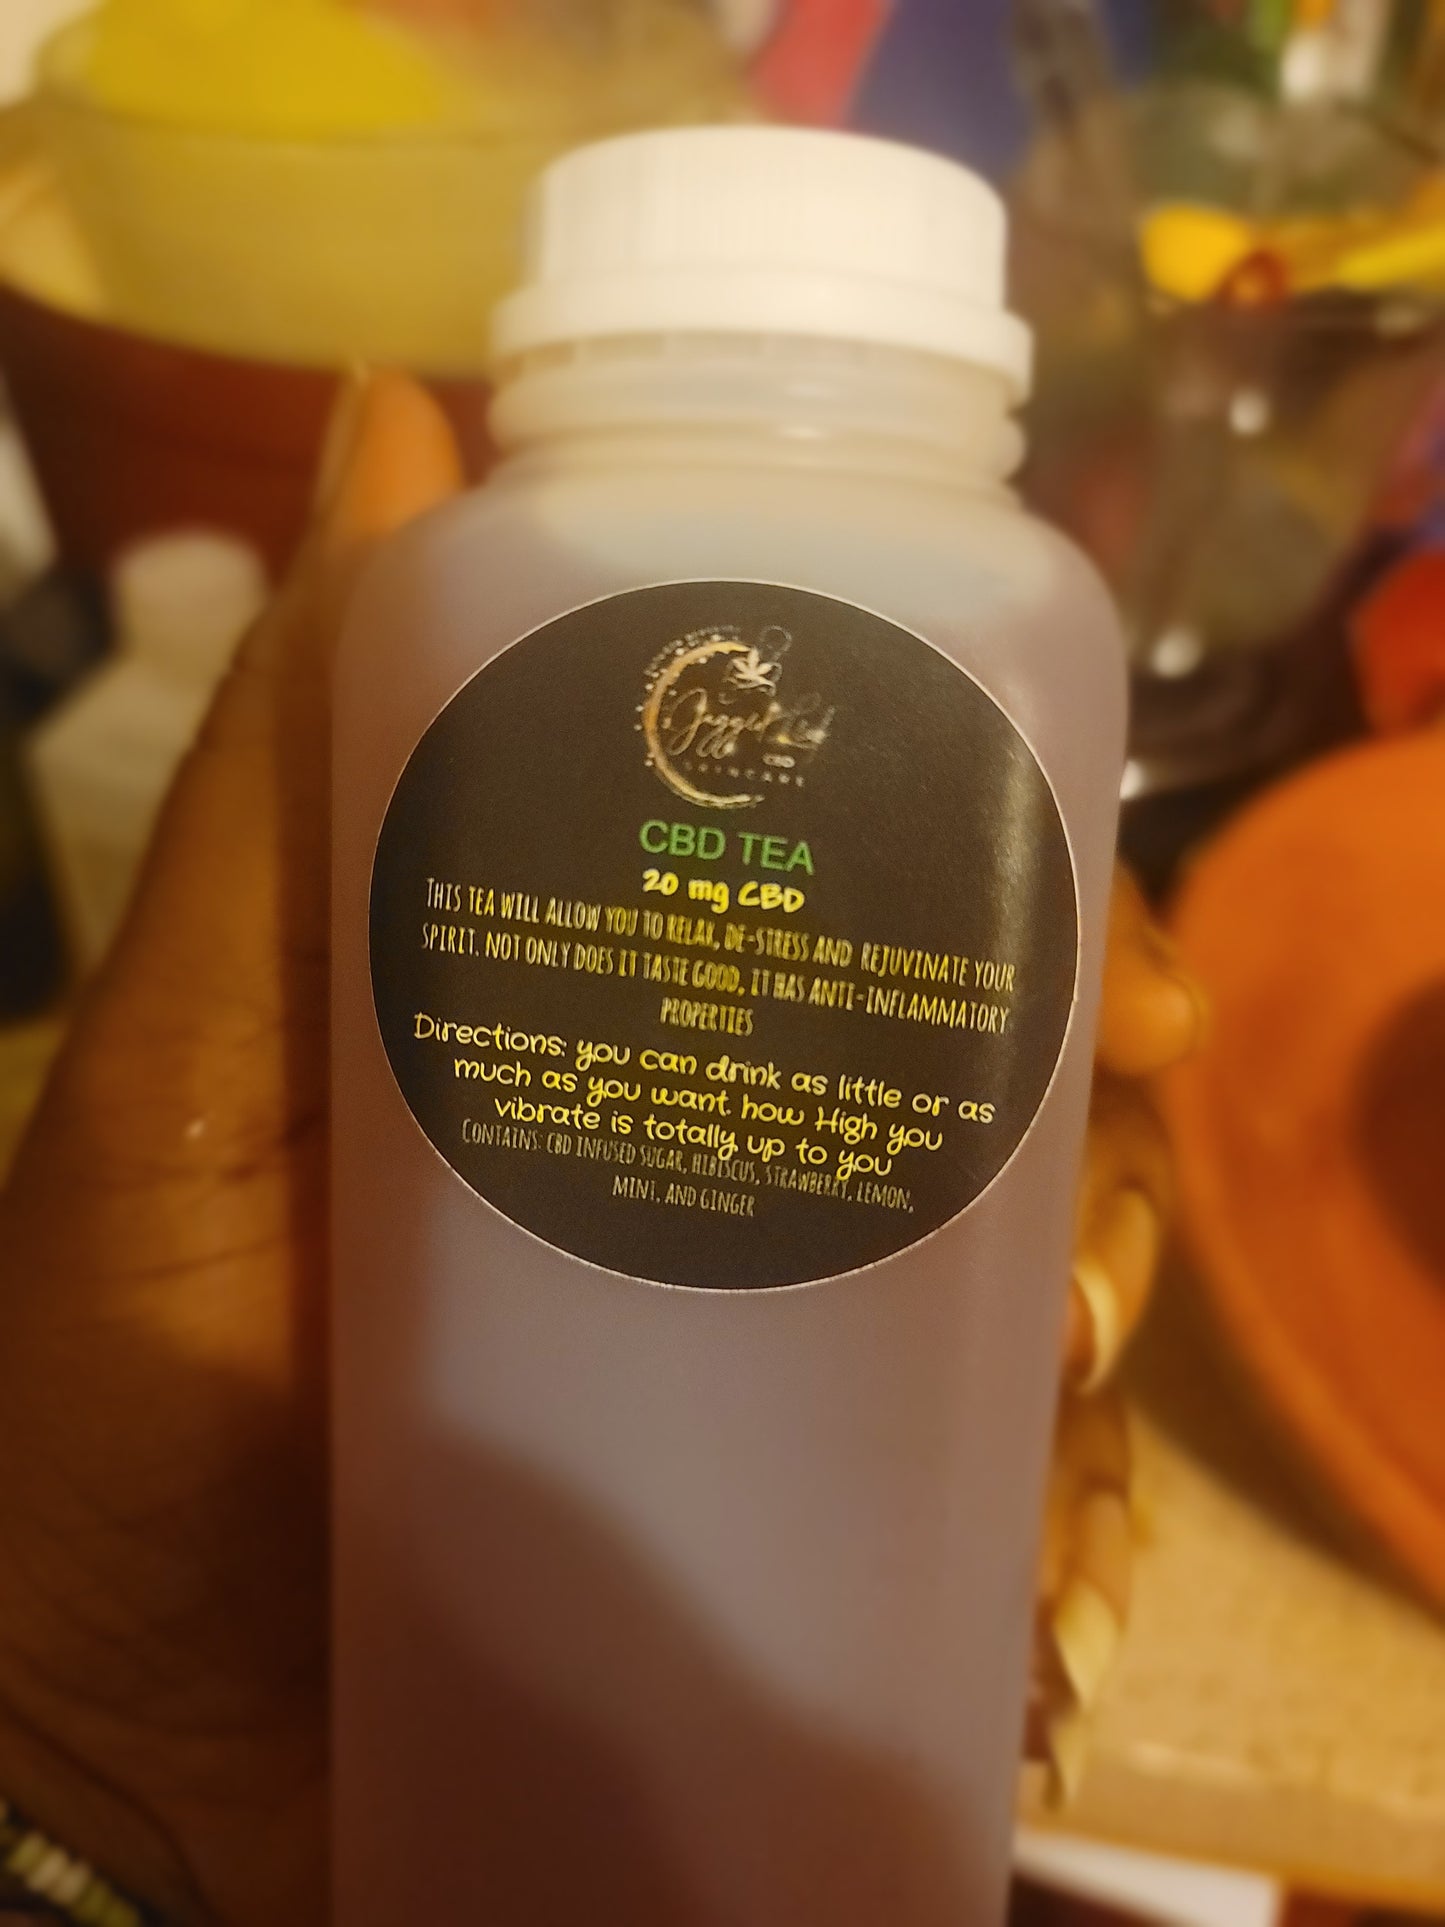 CBD
SKINCARE
CBD TEA
20 mg CBD
THIS TEA WILL ALLOW YOU TO RELAX, DE-STRESS AND REJUVINATE YOUR
SPIRIT. NOT ONLY DOES IT TASTE GOOD, IT HAS ANTI-INFLAMMATORY
PROPERTIES
Directions: you can drink as little or as
much as you want. how High you
vibrate is totally up to you
CONTAINS: CBD INFUSED SUGAR, HIBISCUS, STRAWBERRY, LEMON,
MINT, AND GINGER